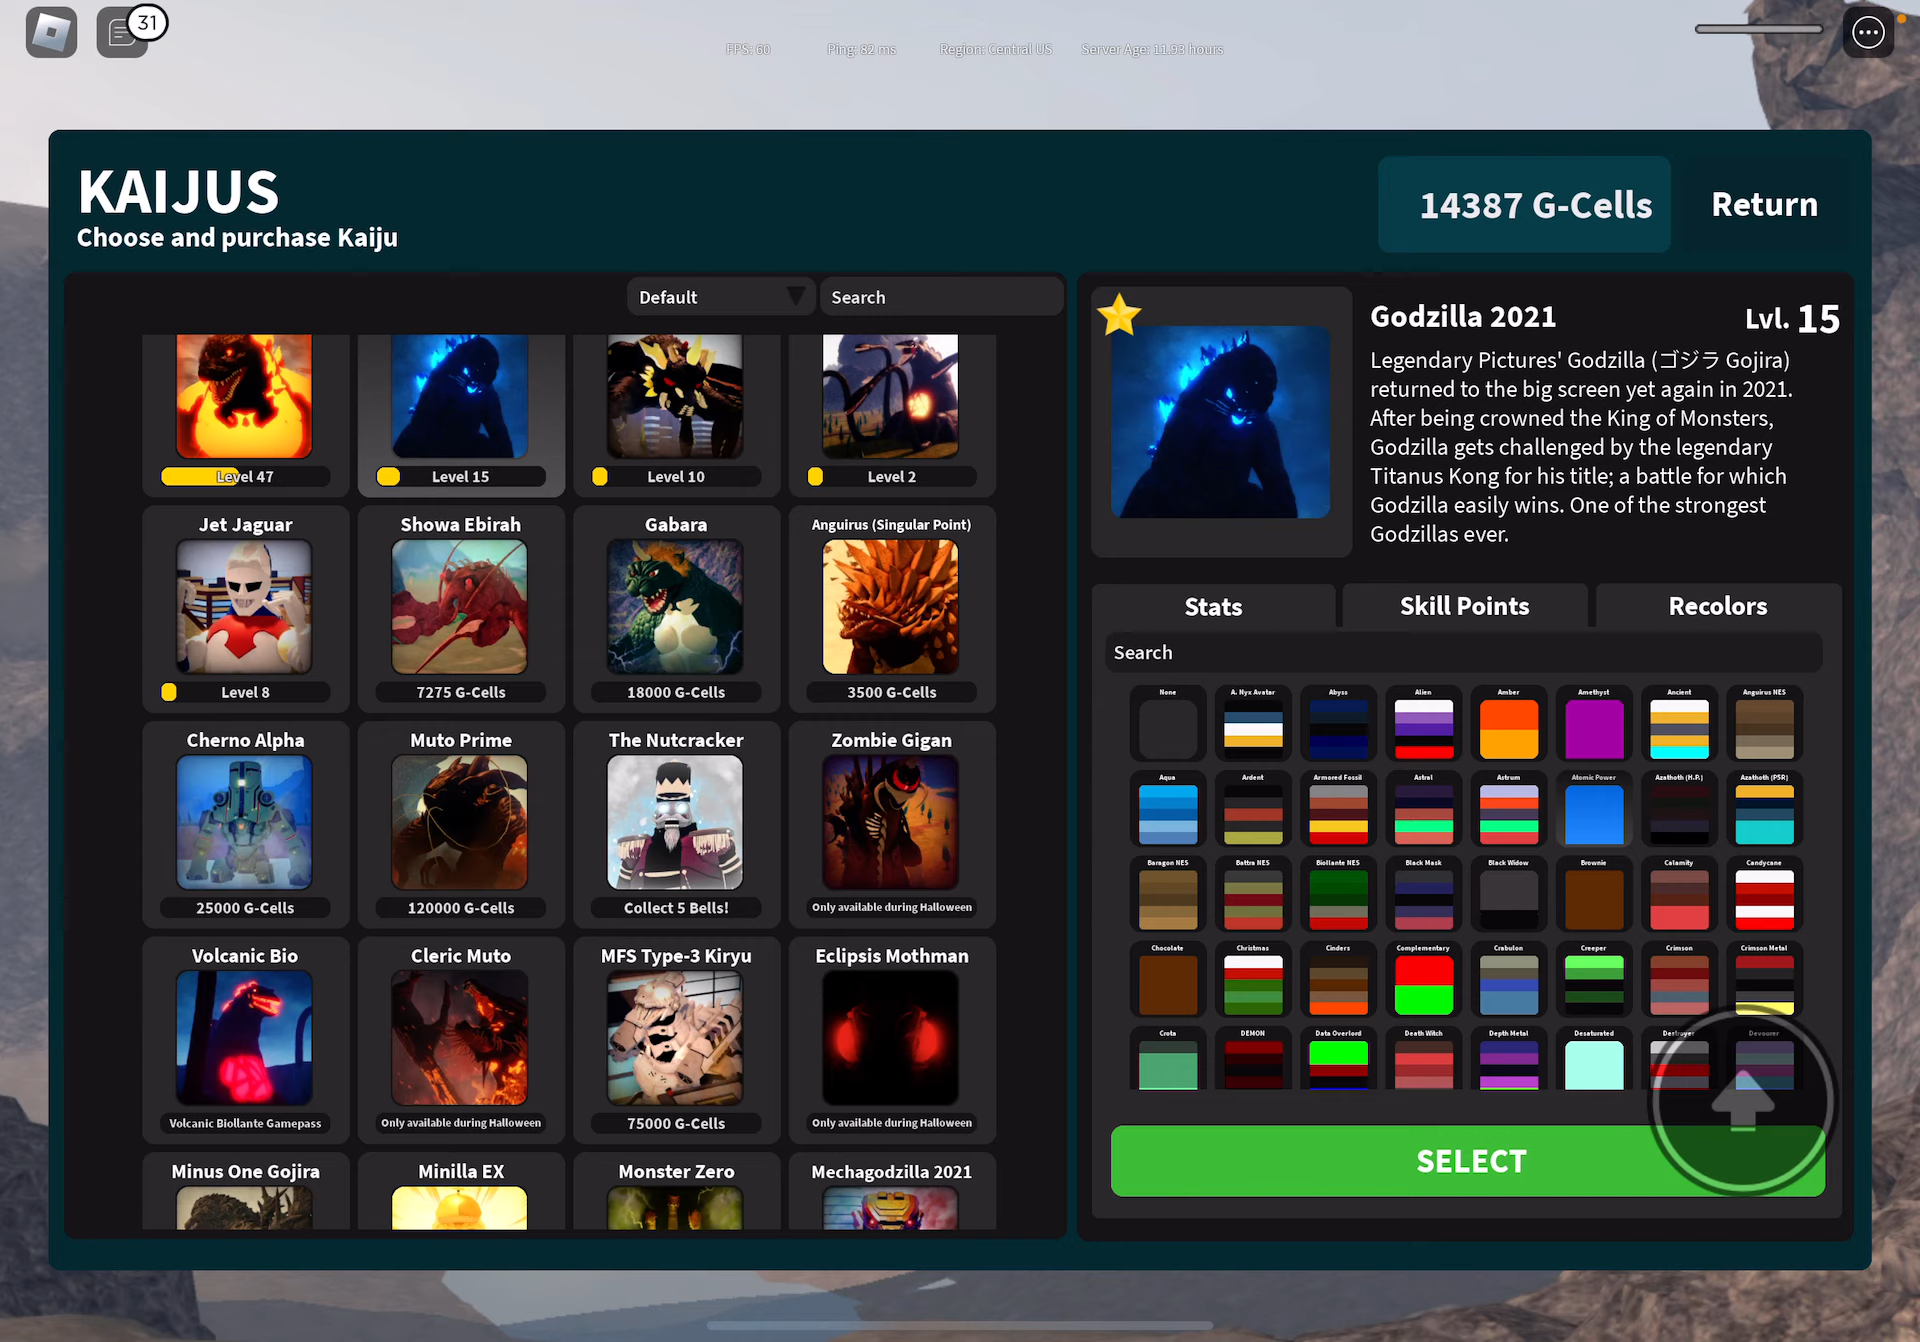 31
FPS: 60 Ping: 82 ms Region: Central US Server Age: 11.93 hours
KAIJUS
Choose and purchase Kaiju
14387 G-Cells
Return
Default
Search
Level 47
Level 15
Level 10
Level 2
Jet Jaguar
Showa Ebirah
Gabara
Anguirus (Singular Point)
Level 8
7275 G-Cells
18000 G-Cells
3500 G-Cells
Cherno Alpha
Muto Prime
The Nutcracker
Zombie Gigan
25000 G-Cells
120000 G-Cells
Collect 5 Bells!
Only available during Halloween
Volcanic Bio
Cleric Muto
MFS Type-3 Kiryu
Eclipsis Mothman
Volcanic Biollante Gamepass
Only available during Halloween
75000 G-Cells
Only available during Halloween
Minus One Gojira
Minilla EX
Monster Zero
Mechagodzilla 2021
Godzilla 2021
Lvl. 15
Legendary Pictures' Godzilla (ゴジラ Gojira)
returned to the big screen yet again in 2021.
After being crowned the King of Monsters,
Godzilla gets challenged by the legendary
Titanus Kong for his title; a battle for which
Godzilla easily wins. One of the strongest
Godzillas ever.
Stats
Skill Points
Recolors
Search
None
A. Nyx Avatar
Abyss
Alien
Amber
Amethyst
Ancient
Anguirus NES
Aqua
Ardent
Armored Fossil
Astral
Astrum
Atomic Power
Azathoth (H.P.)
Azathoth (PSR)
Baragon NES
Battra NES
Biollante NES
Black Mask
Black Widow
Brownie
Calamity
Candycane
Chocolate
Christmas
Cinders
Complementary
Crabulon
Creeper
Crimson
Crimson Metal
Crota
DEMON
Data Overlord
Death Witch
Depth Metal
Desaturated
Destroyer
Devourer
SELECT